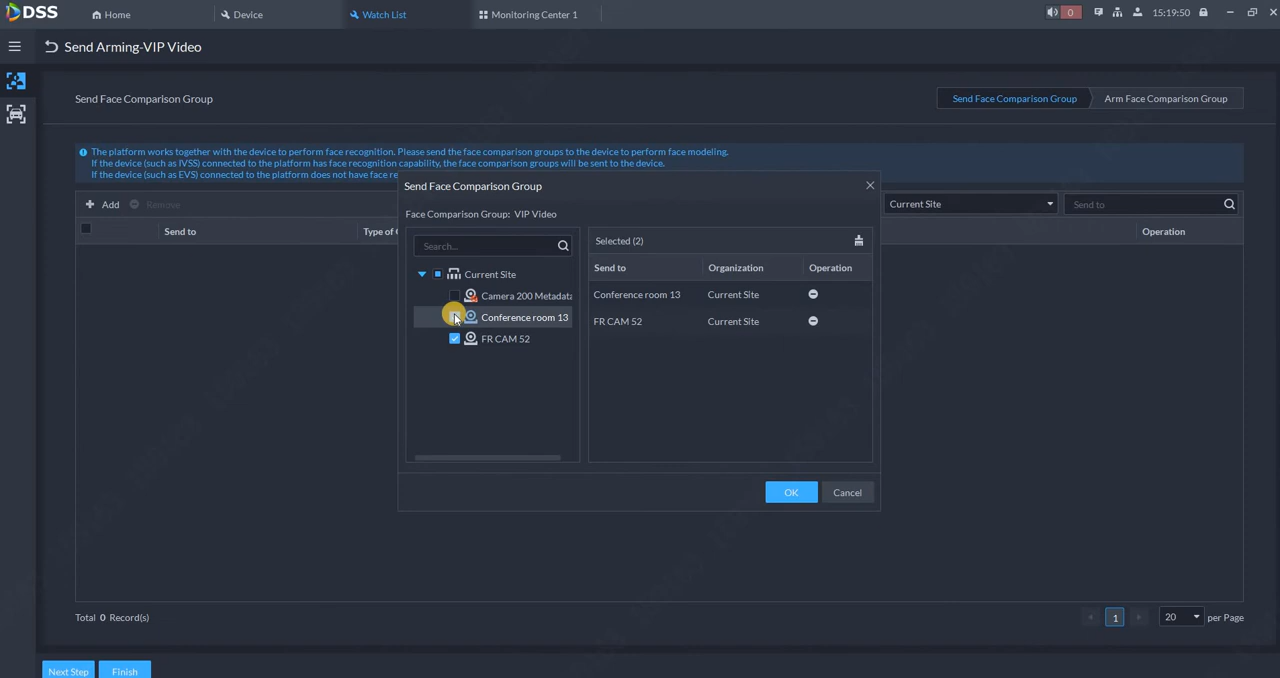 DSS
Home
Device
Watch List
Monitoring Center 1
0
15:19:50
Send Arming-VIP Video
Send Face Comparison Group
Send Face Comparison Group
Arm Face Comparison Group
The platform works together with the device to perform face recognition. Please send the face comparison groups to the device to perform face modeling.
If the device (such as IVSS) connected to the platform has face recognition capability, the face comparison groups will be sent to the device.
If the device (such as EVS) connected to the platform does not have face re
Add
Remove
Current Site
Send to
Send to
Type of
Operation
Send Face Comparison Group
Face Comparison Group: VIP Video
Search...
Current Site
Camera 200 Metadata
Conference room 13
FR CAM 52
Selected (2)
Send to Organization Operation
Conference room 13 Current Site
FR CAM 52 Current Site
OK
Cancel
Total 0 Record(s)
1
20
per Page
Next Step
Finish